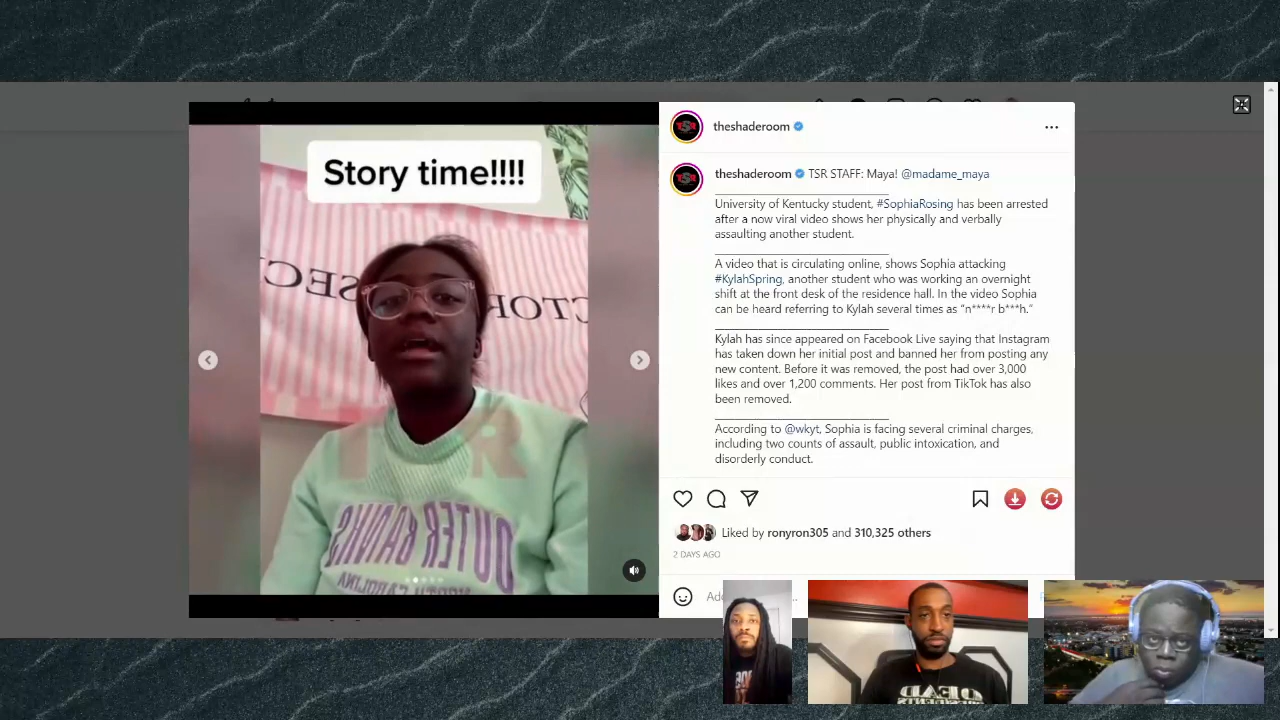 Story time!!!!
SEC
CTOR
TSR
OUTER BANKS
NORTH CAROLINA
theshaderoom
theshaderoom TSR STAFF: Maya! @madame_maya
University of Kentucky student, #SophiaRosing has been arrested
after a now viral video shows her physically and verbally
assaulting another student.
A video that is circulating online, shows Sophia attacking
#KylahSpring, another student who was working an overnight
shift at the front desk of the residence hall. In the video Sophia
can be heard referring to Kylah several times as “n****r b***h.”
Kylah has since appeared on Facebook Live saying that Instagram
has taken down her initial post and banned her from posting any
new content. Before it was removed, the post had over 3,000
likes and over 1,200 comments. Her post from TikTok has also
been removed.
According to @wkyt, Sophia is facing several criminal charges,
including two counts of assault, public intoxication, and
disorderly conduct.
Liked by ronyron305 and 310,325 others
2 DAYS AGO
DEAD